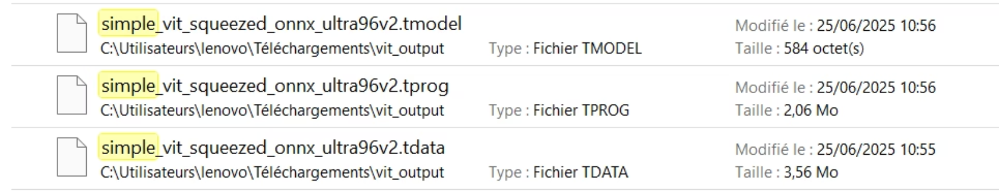 simple_vit_squeezed_onnx_ultra96v2.tmodel Modifié le : 25/06/2025 10:56
C:\Utilisateurs\lenovo\Téléchargements\vit_output Type : Fichier TMODEL Taille : 584 octet(s)
simple_vit_squeezed_onnx_ultra96v2.tprog Modifié le : 25/06/2025 10:56
C:\Utilisateurs\lenovo\Téléchargements\vit_output Type : Fichier TPROG Taille : 2,06 Mo
simple_vit_squeezed_onnx_ultra96v2.tdata Modifié le : 25/06/2025 10:55
C:\Utilisateurs\lenovo\Téléchargements\vit_output Type : Fichier TDATA Taille : 3,56 Mo